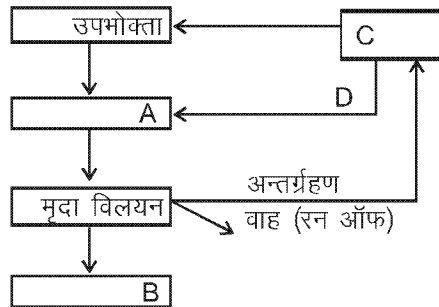 उपभोक्ता
C
A
D
मृदा विलयन
अन्तर्ग्रहण
वाह (रन ऑफ)
B